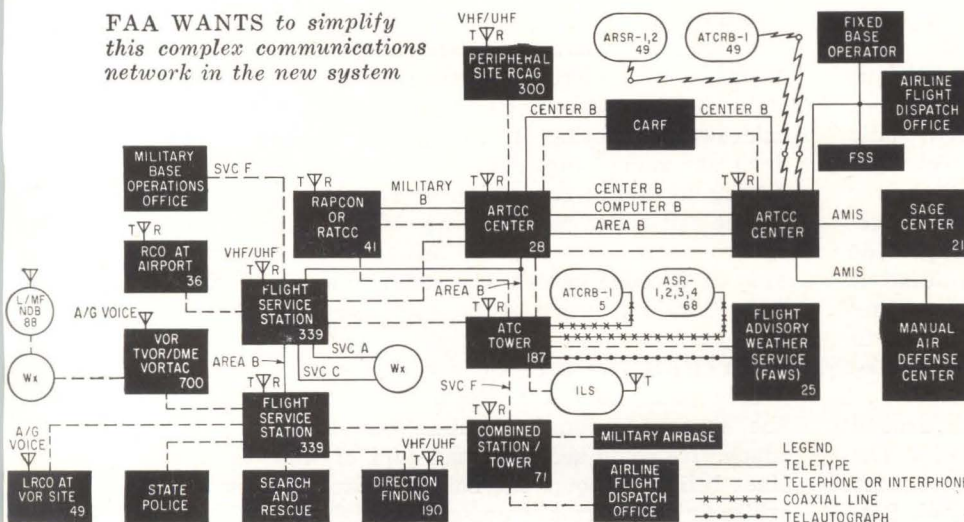 FAA WANTS to simplify
this complex communications
network in the new system
VHF/UHF
T R
PERIPHERAL
SITE RCAG
300
ARSR-1,2
49
ATCRB-1
49
FIXED
BASE
OPERATOR
AIRLINE
FLIGHT
DISPATCH
OFFICE
FSS
CENTER B
CARF
CENTER B
MILITARY
BASE
OPERATIONS
OFFICE
SVC F
T R
RAPCON
OR
RATCC
41
MILITARY
B
T R
ARTCC
CENTER
28
CENTER B
COMPUTER B
AREA B
T R
ARTCC
CENTER
AMIS
SAGE
CENTER
21
AMIS
T R
RCO AT
AIRPORT
36
VHF/UHF
T R
FLIGHT
SERVICE
STATION
339
AREA B
T R
ATC
TOWER
187
ATCRB-1
5
ASR-
1,2,3,4
68
FLIGHT
ADVISORY
WEATHER
SERVICE
(FAWS)
25
MANUAL
AIR
DEFENSE
CENTER
L/MF
NDB
88
A/G VOICE
VOR
TVOR/DME
VORTAC
700
AREA B
SVC A
SVC C
Wx
Wx
SVC F
ILS
T
T R
FLIGHT
SERVICE
STATION
339
T R
COMBINED
STATION/
TOWER
71
MILITARY AIRBASE
A/G
VOICE
LRCO AT
VOR SITE
49
STATE
POLICE
SEARCH
AND
RESCUE
VHF/UHF
T R
DIRECTION
FINDING
190
AIRLINE
FLIGHT
DISPATCH
OFFICE
LEGEND
TELETYPE
TELEPHONE OR INTERPHONE
COAXIAL LINE
TELAUTOGRAPH